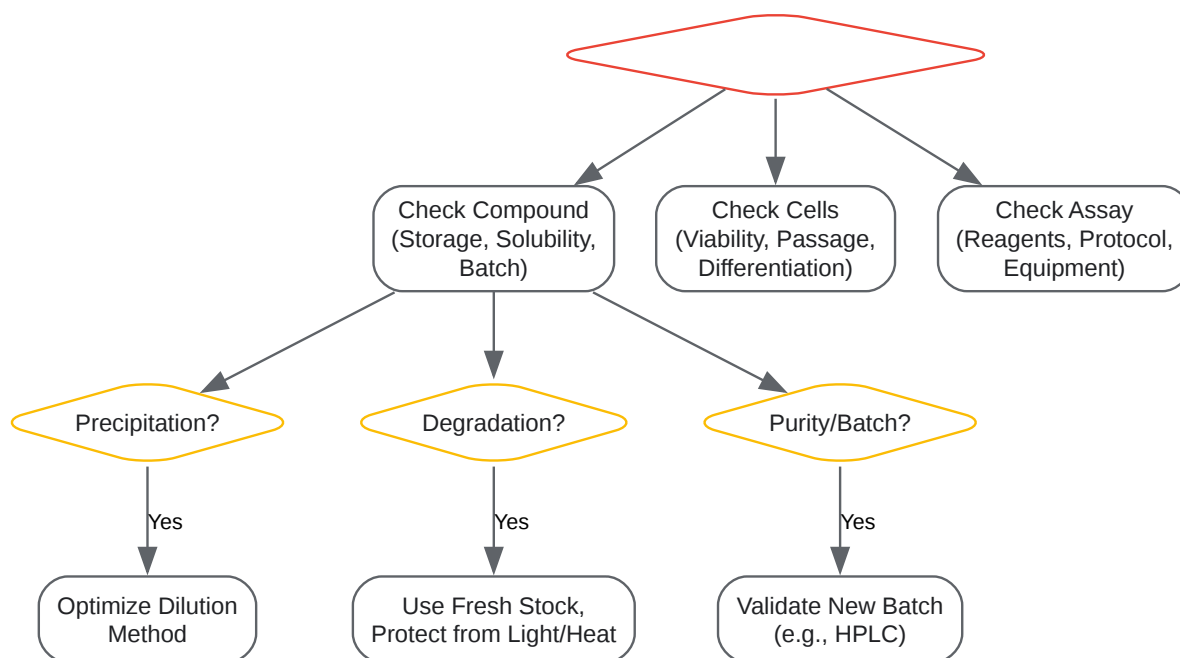 Check Compound
(Storage, Solubility,
Batch)
Check Cells
(Viability, Passage,
Differentiation)
Check Assay
(Reagents, Protocol,
Equipment)
Precipitation?
Degradation?
Purity/Batch?
Yes
Yes
Yes
Optimize Dilution
Method
Use Fresh Stock,
Protect from Light/Heat
Validate New Batch
(e.g., HPLC)